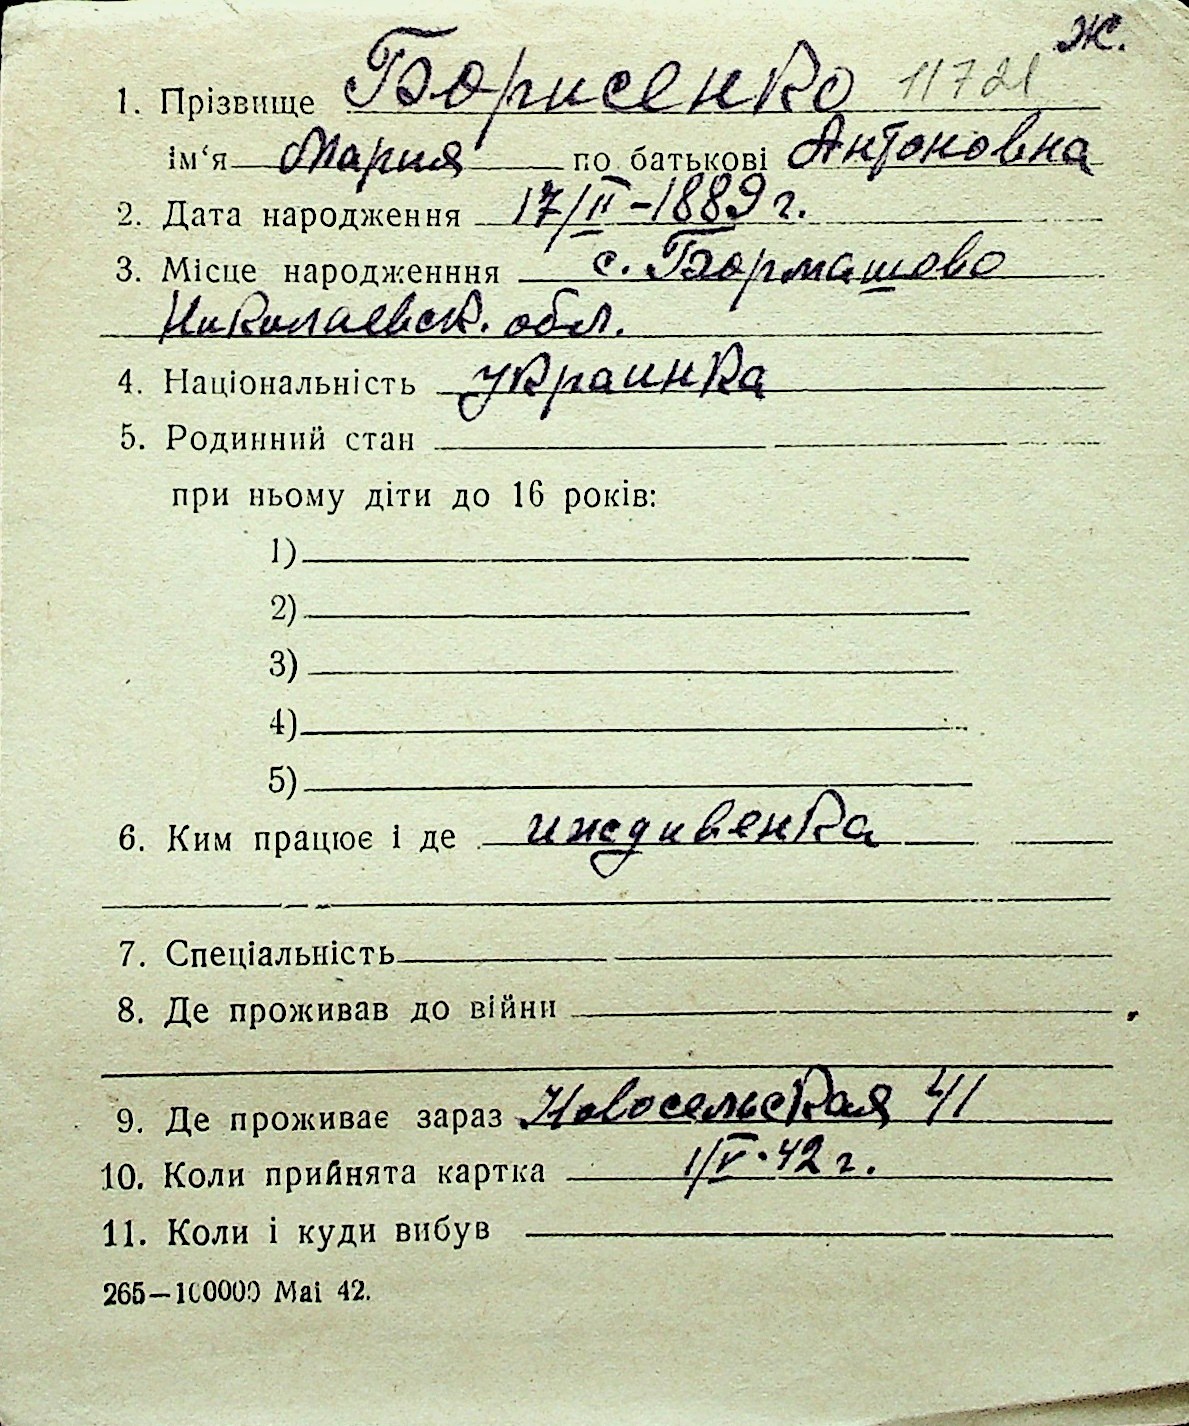 ж.
1. Прізвище Борисенко 11721
ім‘я Мария по батькові Антоновна
2. Дата народження 17/II-1889 г.
3. Місце народженння с. Бормашово
Николаевск. обл.
4. Національність украинка
5. Родинний стан
при ньому діти до 16 років:
1)
2)
3)
4)
5)
6. Ким працює і де иждивенка
7. Спеціальність
8. Де проживав до війни
9. Де проживає зараз Новосельская 41
10. Коли прийнята картка 1/V.42 г.
11. Коли і куди вибув
265—100000 Mai 42.